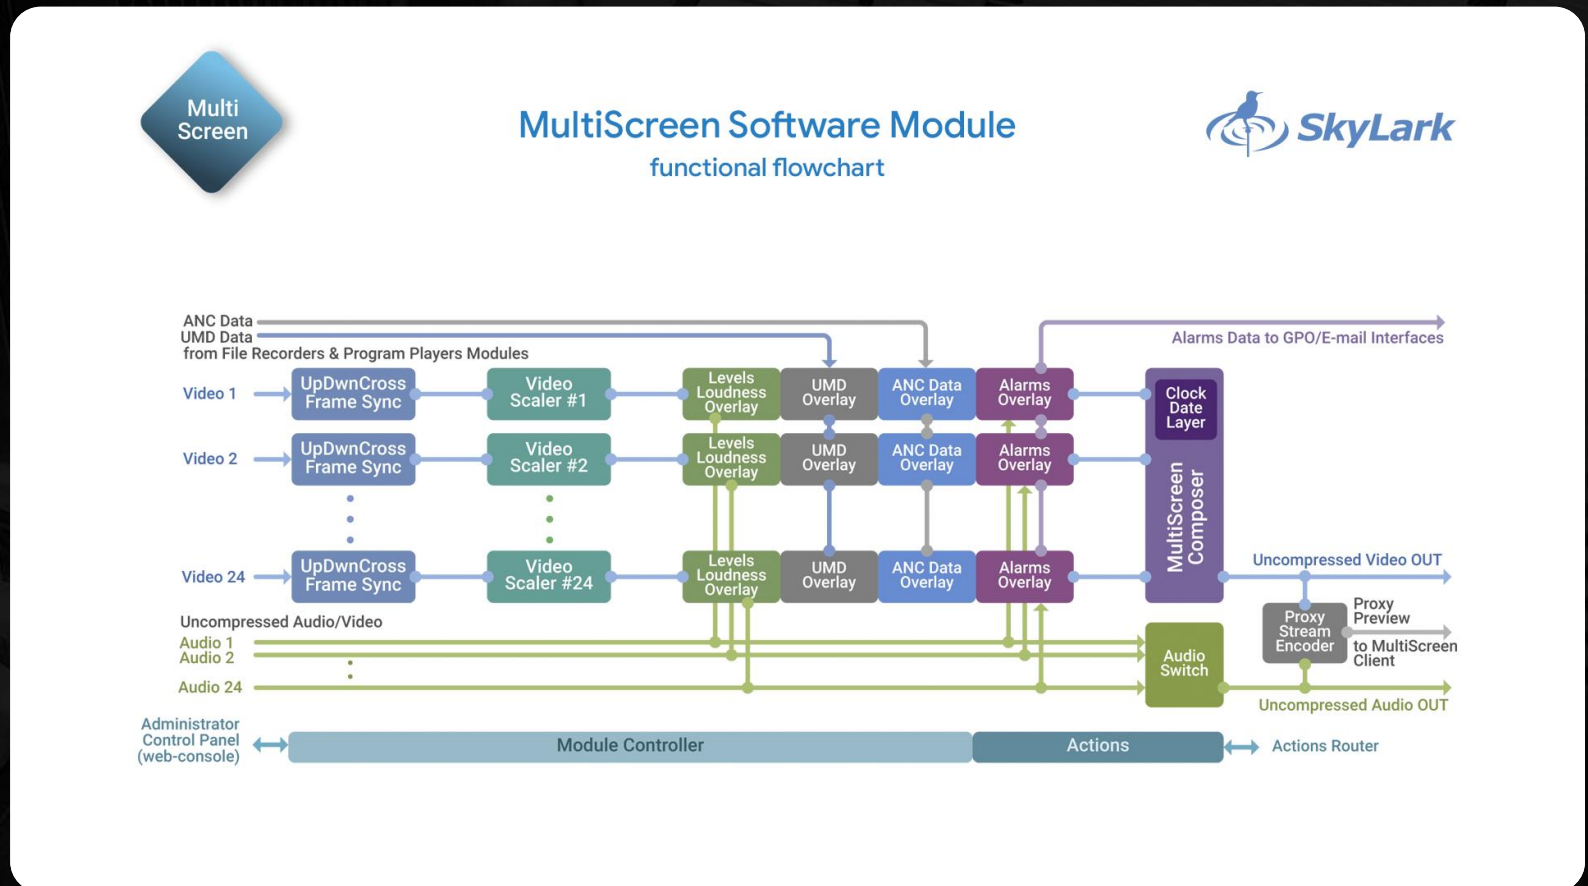 Multi
Screen
MultiScreen Software Module
functional flowchart
SkyLark
ANC Data
UMD Data
from File Recorders & Program Players Modules
Alarms Data to GPO/E-mail Interfaces
Video 1
UpDwnCross
Frame Sync
Video
Scaler #1
Levels
Loudness
Overlay
UMD
Overlay
ANC Data
Overlay
Alarms
Overlay
Clock
Date
Layer
Video 2
UpDwnCross
Frame Sync
Video
Scaler #2
Levels
Loudness
Overlay
UMD
Overlay
ANC Data
Overlay
Alarms
Overlay
MultiScreen
Composer
Video 24
UpDwnCross
Frame Sync
Video
Scaler #24
Levels
Loudness
Overlay
UMD
Overlay
ANC Data
Overlay
Alarms
Overlay
Uncompressed Video OUT
Proxy
Stream
Encoder
Proxy
Preview
to MultiScreen
Client
Uncompressed Audio/Video
Audio 1
Audio 2
Audio 24
Audio
Switch
Uncompressed Audio OUT
Administrator
Control Panel
(web-console)
Module Controller
Actions
Actions Router